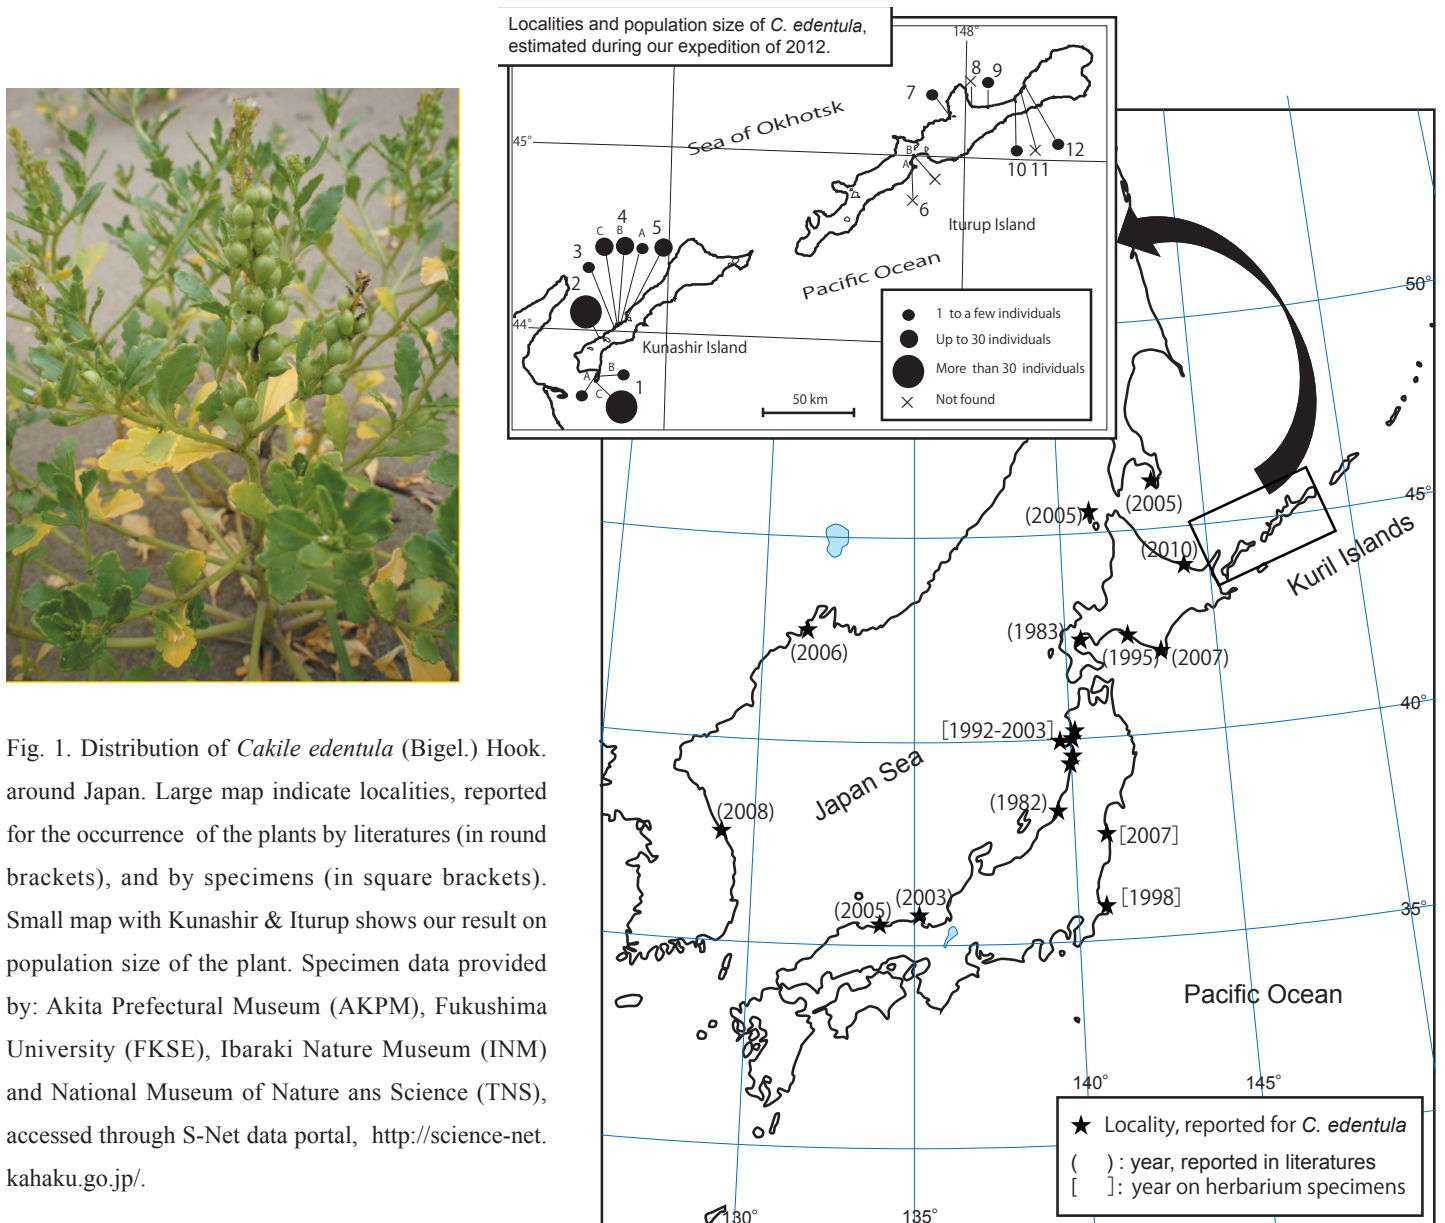 Localities and population size of C. edentula,
estimated during our expedition of 2012.
148°
8
9
7
Sea of Okhotsk
45°
B
A
12
10 11
6
Iturup Island
4
C
B
A
5
3
2
Pacific Ocean
44°
Kunashir Island
1 to a few individuals
Up to 30 individuals
More than 30 individuals
Not found
B
A
C
1
50 km
50°
45°
(2005)
(2005)
(2010)
Kuril Islands
(1983)
(1995)
(2007)
(2006)
40°
[1992-2003]
Japan Sea
(1982)
(2008)
[2007]
(2003)
(2005)
[1998]
35°
Pacific Ocean
140°
145°
Locality, reported for C. edentula
( ) : year, reported in literatures
[ ]: year on herbarium specimens
130°
135°
Fig. 1. Distribution of Cakile edentula (Bigel.) Hook.
around Japan. Large map indicate localities, reported
for the occurrence of the plants by literatures (in round
brackets), and by specimens (in square brackets).
Small map with Kunashir & Iturup shows our result on
population size of the plant. Specimen data provided
by: Akita Prefectural Museum (AKPM), Fukushima
University (FKSE), Ibaraki Nature Museum (INM)
and National Museum of Nature ans Science (TNS),
accessed through S-Net data portal, http://science-net.
kahaku.go.jp/.